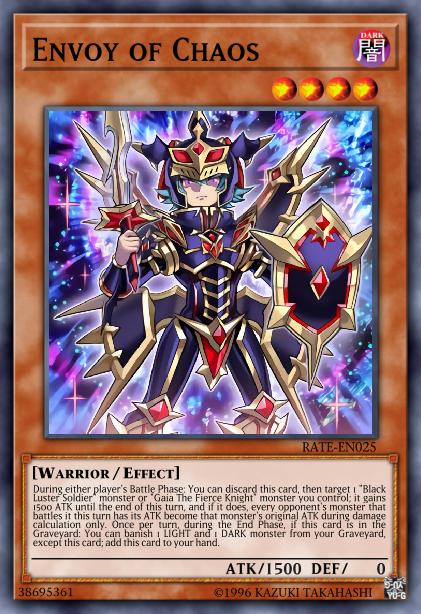 ENVOY OF CHAOS
DARK
闇
RATE-EN025
[WARRIOR / EFFECT]
During either player's Battle Phase: You can discard this card, then target 1 "Black
Luster Soldier" monster or "Gaia The Fierce Knight" monster you control; it gains
1500 ATK until the end of this turn, and if it does, every opponent's monster that
battles it this turn has its ATK become that monster's original ATK during damage
calculation only. Once per turn, during the End Phase, if this card is in the
Graveyard: You can banish 1 LIGHT and 1 DARK monster from your Graveyard,
except this card; add this card to your hand.
ATK/1500 DEF/ 0
38695361
©1996 KAZUKI TAKAHASHI